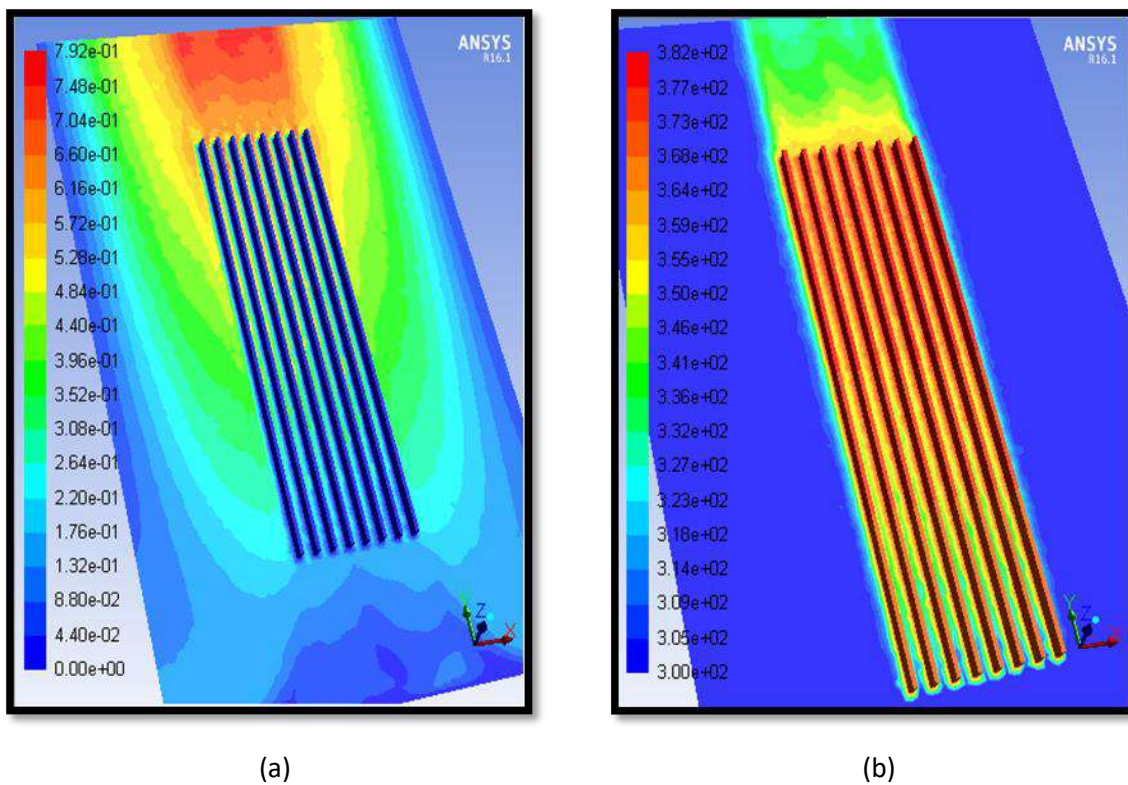 ANSYS
R16.1
7.92e-01
7.48e-01
7.04e-01
6.60e-01
6.16e-01
5.72e-01
5.28e-01
4.84e-01
4.40e-01
3.96e-01
3.52e-01
3.08e-01
2.64e-01
2.20e-01
1.76e-01
1.32e-01
8.80e-02
4.40e-02
0.00e+00
Y
Z
X
(a)
ANSYS
R16.1
3.82e+02
3.77e+02
3.73e+02
3.68e+02
3.64e+02
3.59e+02
3.55e+02
3.50e+02
3.46e+02
3.41e+02
3.36e+02
3.32e+02
3.27e+02
3.23e+02
3.18e+02
3.14e+02
3.09e+02
3.05e+02
3.00e+02
Y
Z
X
(b)